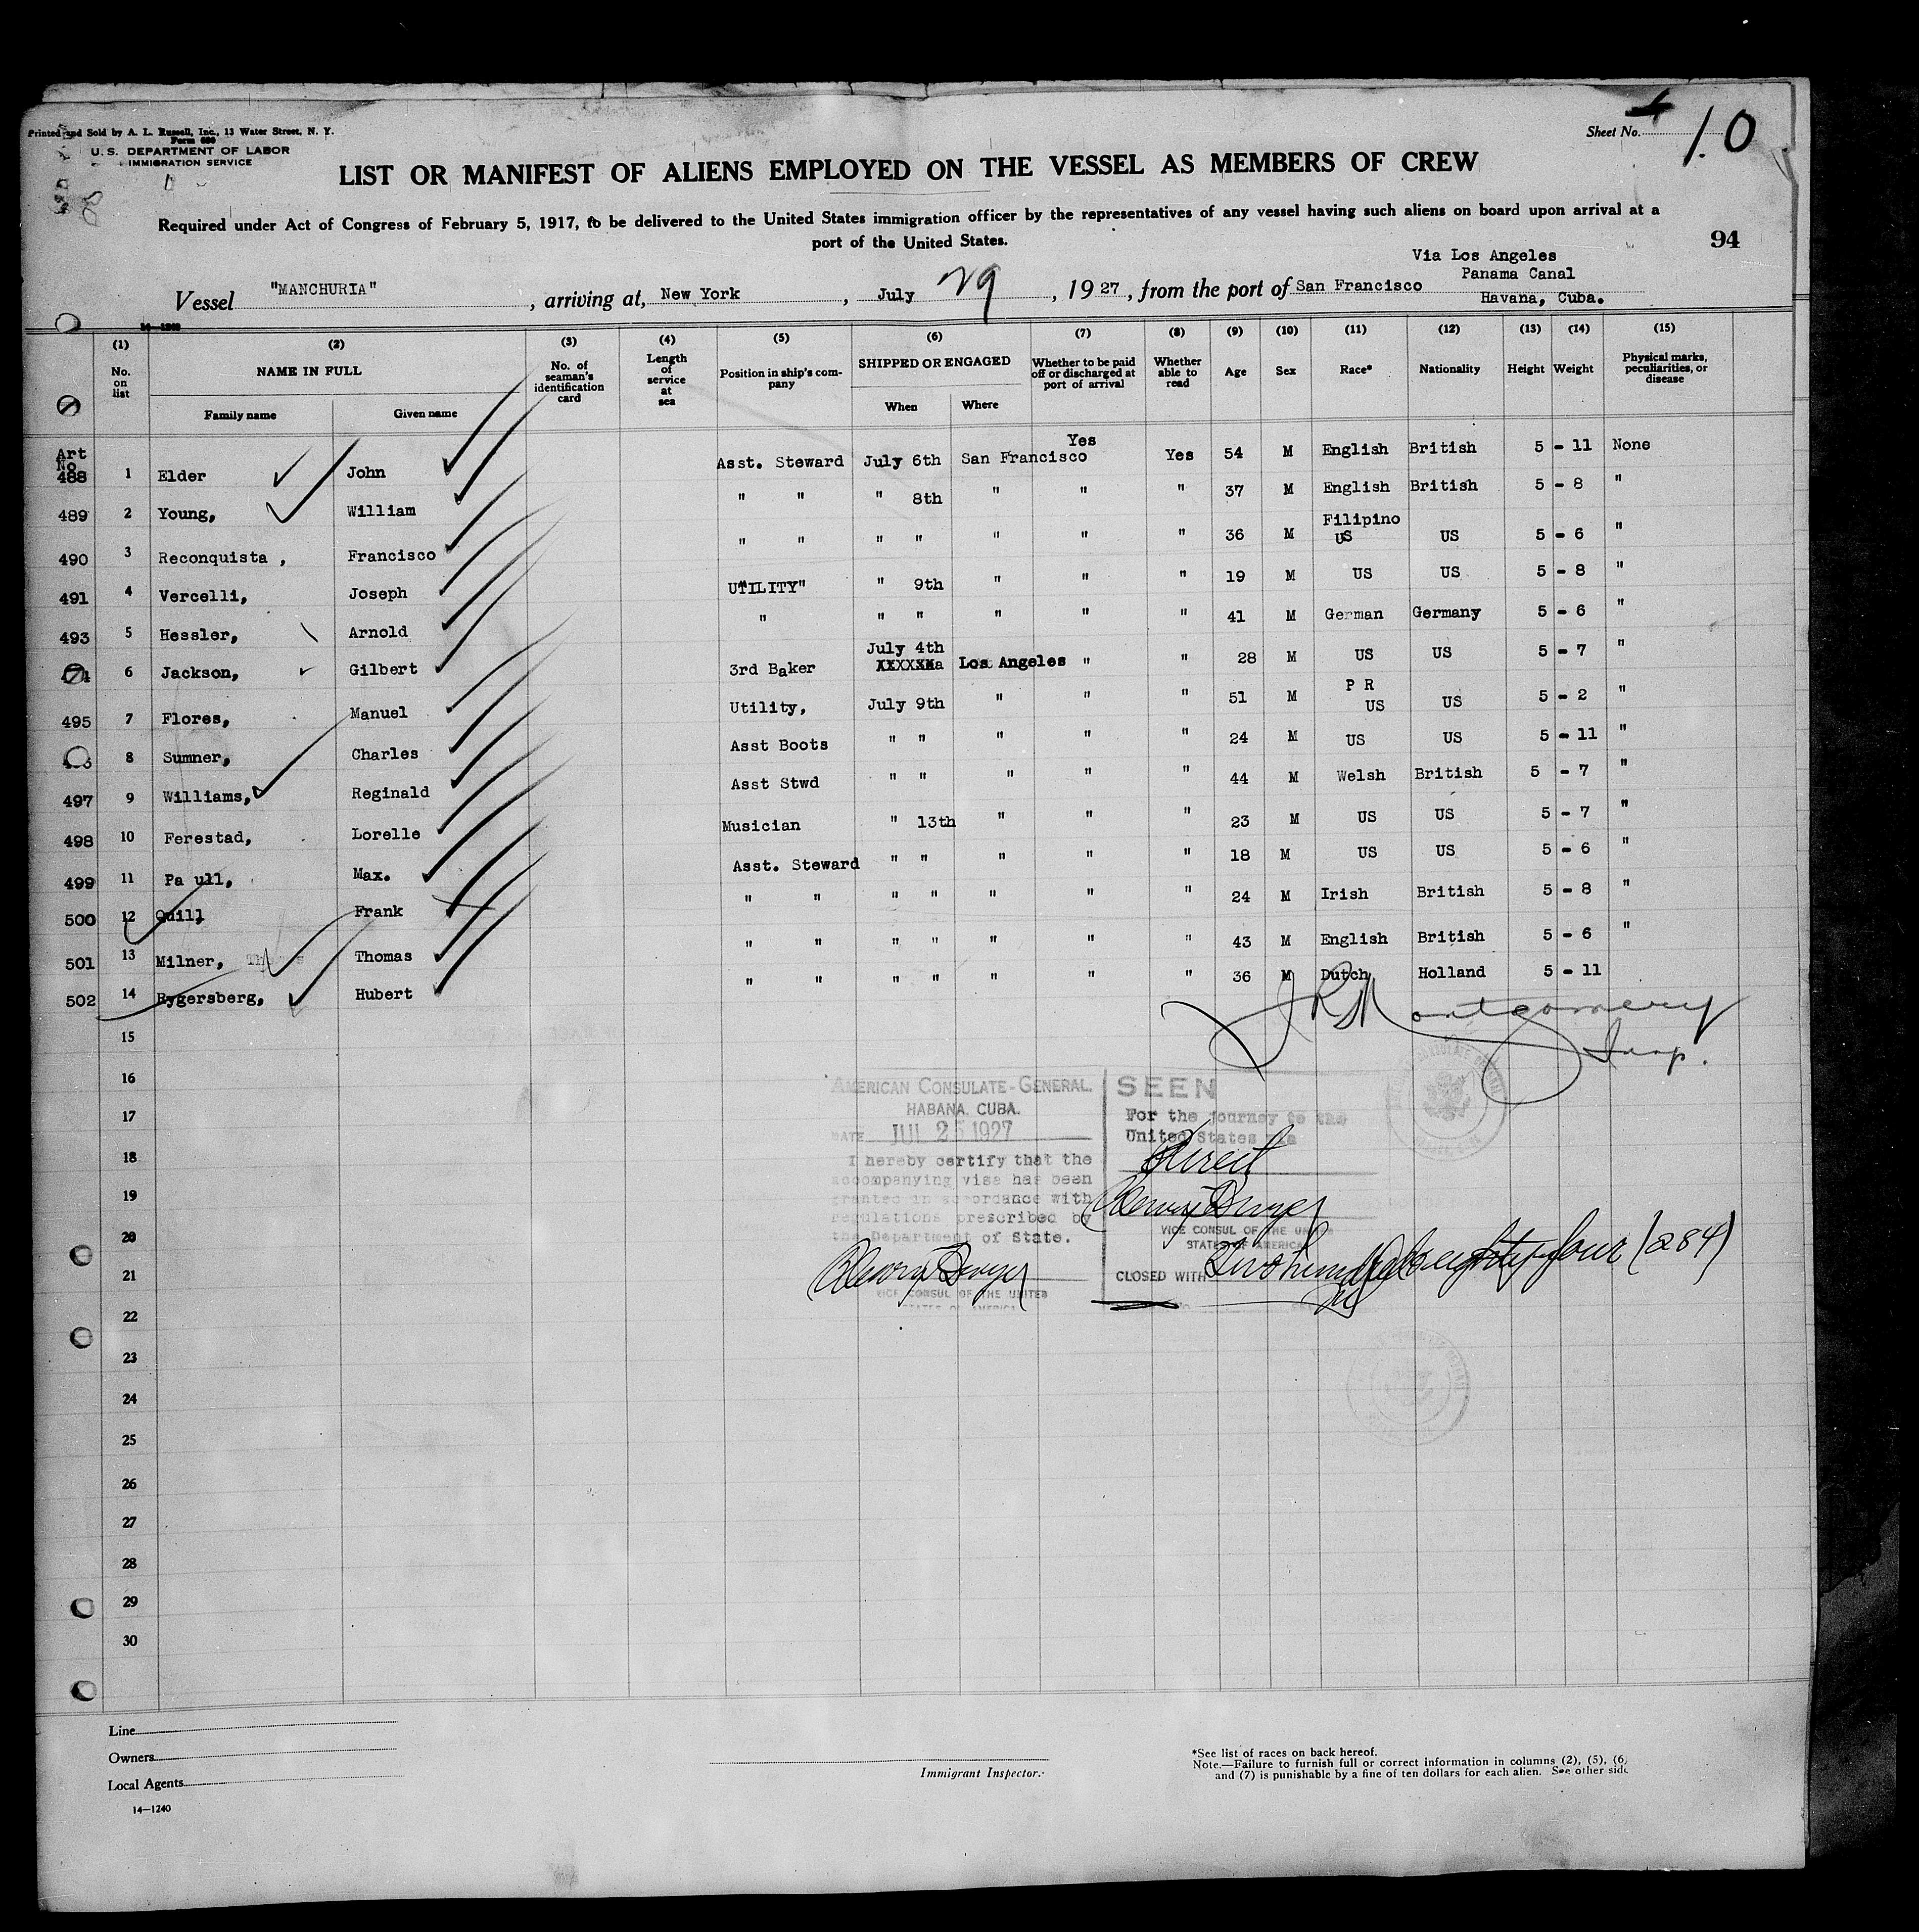 Printed and Sold by A. L. Russell, Inc., 13 Water Street, N. Y.
Form 680
U. S. DEPARTMENT OF LABOR
IMMIGRATION SERVICE
Sheet No. 10
LIST OR MANIFEST OF ALIENS EMPLOYED ON THE VESSEL AS MEMBERS OF CREW
Required under Act of Congress of February 5, 1917, to be delivered to the United States immigration officer by the representatives of any vessel having such aliens on board upon arrival at a
port of the United States.
94
Via Los Angeles
Panama Canal
Vessel "MANCHURIA", arriving at, New York, July 29, 1927, from the port of San Francisco
Havana, Cuba.
14—1240
(1) (2) (3) (4) (5) (6) (7) (8) (9) (10) (11) (12) (13) (14) (15)
No. on list NAME IN FULL Family name Given name No. of seaman's identification card Length of service at sea Position in ship's company SHIPPED OR ENGAGED When Where Whether to be paid off or discharged at port of arrival Whether able to read Age Sex Race* Nationality Height Weight Physical marks, peculiarities, or disease
Art
No
488 1 Elder John Asst. Steward July 6th San Francisco Yes Yes 54 M English British 5 - 11 None
489 2 Young, William " " " 8th " " " 37 M English British 5 - 8 "
490 3 Reconquista , Francisco " " " " " " " 36 M Filipino US US 5 - 6 "
491 4 Vercelli, Joseph UTILITY" " 9th " " " 19 M US US 5 - 8 "
493 5 Hessler, Arnold " " " " " " 41 M German Germany 5 - 6 "
6 Jackson, Gilbert 3rd Baker July 4th XXXXXXa Los Angeles " " 28 M US US 5 - 7 "
495 7 Flores, Manuel Utility, July 9th " " " 51 M P R US US 5 - 2 "
8 Sumner, Charles Asst Boots " " " " " 24 M US US 5 - 11 "
497 9 Williams, Reginald Asst Stwd " " " " " 44 M Welsh British 5 - 7 "
498 10 Ferestad, Lorelle Musician " 13th " " " 23 M US US 5 - 7 "
499 11 Pa ull, Max. Asst. Steward " " " " 18 M US US 5 - 6 "
500 12 Quill Frank " " " " " " " 24 M Irish British 5 - 8 "
501 13 Milner, Thomas " " " " " " " 43 M English British 5 - 6 "
502 14 Rygersberg, Hubert " " " " " " " 36 M Dutch Holland 5 - 11
J R Montgomery
Insp.
15
16
17
18
19
20
21
22
23
24
25
26
27
28
29
30
AMERICAN CONSULATE-GENERAL.
HABANA, CUBA.
DATE JUL 25 1927
I hereby certify that the
accompanying visa has been
granted in accordance with
regulations prescribed by
the Department of State.
Henry Dwyer
VICE CONSUL OF THE UNITED
STATES OF AMERICA
SEEN
For the journey to the
United States via
Direct
Henry Dwyer
VICE CONSUL OF THE UNITED
STATES OF AMERICA
CLOSED WITH Two hundred eighty-four (284)
Line
Owners
Local Agents
14—1240
Immigrant Inspector.
*See list of races on back hereof.
Note.—Failure to furnish full or correct information in columns (2), (5), (6)
and (7) is punishable by a fine of ten dollars for each alien. See other side